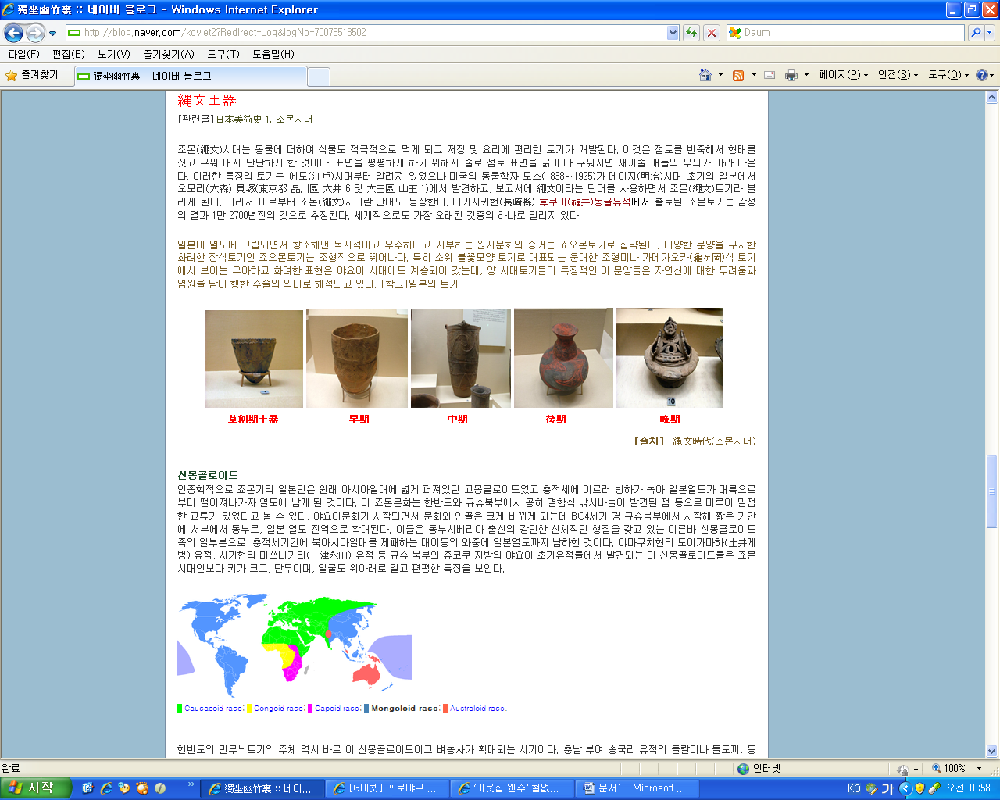 獨坐幽竹裏 :: 네이버 블로그 - Windows Internet Explorer
http://blog.naver.com/koviet2?Redirect=Log&logNo=70076513502
Daum
파일(F) 편집(E) 보기(V) 즐겨찾기(A) 도구(T) 도움말(H)
즐겨찾기
獨坐幽竹裏 :: 네이버 블로그
페이지(P) 안전(S) 도구(O)
縄文土器
[관련글]日本美術史 1. 조몬시대
조몬(繩文)시대는 동물에 더하여 식물도 적극적으로 먹게 되고 저장 및 요리에 편리한 토기가 개발된다. 이것은 점토를 반죽해서 형태를
짓고 구워 내서 단단하게 한 것이다. 표면을 평평하게 하기 위해서 줄로 점토 표면을 긁어 다 구워지면 새끼줄 매듭의 무늬가 따라 나온
다. 이러한 특징의 토기는 에도(江戶)시대부터 알려져 있었으나 미국의 동물학자 모스(1838~1925)가 메이지(明治)시대 초기의 일본에서
오모리(大森) 貝塚(東京都 品川區 大井 6 및 大田區 山王 1)에서 발견하고, 보고서에 繩文이라는 단어를 사용하면서 조몬(繩文)토기라 불
리게 된다. 따라서 이로부터 조몬(繩文)시대란 단어도 등장한다. 나가사키현(長崎縣) 후쿠이(福井)동굴유적에서 출토된 조몬토기는 감정
의 결과 1만 2700년전의 것으로 추정된다. 세계적으로도 가장 오래된 것중의 하나로 알려져 있다.
일본이 열도에 고립되면서 창조해낸 독자적이고 우수하다고 자부하는 원시문화의 증거는 죠오몬토기로 집약된다. 다양한 문양을 구사한
화려한 장식토기인 죠오몬토기는 조형적으로 뛰어나다. 특히 소위 불꽃모양 토기로 대표되는 웅대한 조형미나 가메가오카(龜ヶ岡)식 토기
에서 보이는 우아하고 화려한 표현은 야요이 시대에도 계승되어 갔는데, 양 시대토기들의 특징적인 이 문양들은 자연신에 대한 두려움과
염원을 담아 행한 주술의 의미로 해석되고 있다. [참고]일본의 토기
10
草創期土器 早期 中期 後期 晩期
[출처] 縄文時代(조몬시대)
신몽골로이드
인종학적으로 죠몬기의 일본인은 원래 아시아일대에 넓게 퍼져있던 고몽골로이드였고 충적세에 이르러 빙하가 녹아 일본열도가 대륙으로
부터 떨어져나가자 열도에 남게 된 것이다. 이 죠몬문화는 한반도와 규슈북부에서 공히 결합식 낚시바늘이 발견된 점 등으로 미루어 밀접
한 교류가 있었다고 볼 수 있다. 야요이문화가 시작되면서 문화와 인골은 크게 바뀌게 되는데 BC4세기 경 규슈북부에서 시작해 짧은 기간
에 서부에서 동부로, 일본 열도 전역으로 확대된다. 이들은 동부시베리아 출신의 강인한 신체적인 형질을 갖고 있는 이른바 신몽골로이드
족의 일부분으로 충적세기간에 북아시아일대를 제패하는 대이동의 와중에 일본열도까지 남하한 것이다. 야마쿠치현의 도이가마하(土井게
병) 유적, 사가현의 미쓰나가타(三津永田) 유적 등 규슈 북부와 쥬코쿠 지방의 야요이 초기유적들에서 발견되는 이 신몽골로이드들은 죠몬
시대인보다 키가 크고, 단두이며, 얼굴도 위아래로 길고 편평한 특징을 보인다.
Caucasoid race; Congoid race; Capoid race; Mongoloid race; Australoid race.
한반도의 민무늬토기의 주체 역시 바로 이 신몽골로이드이고 벼농사가 확대되는 시기이다. 충남 부여 송국리 유적의 돌칼이나 돌도끼, 동
완료 인터넷 100%
시작 獨坐幽竹裏 :: 네이... [G마켓] 프로야구 ... '이웃집 웬수' 철없... 문서1 - Microsoft ... KO 가 오전 10:58